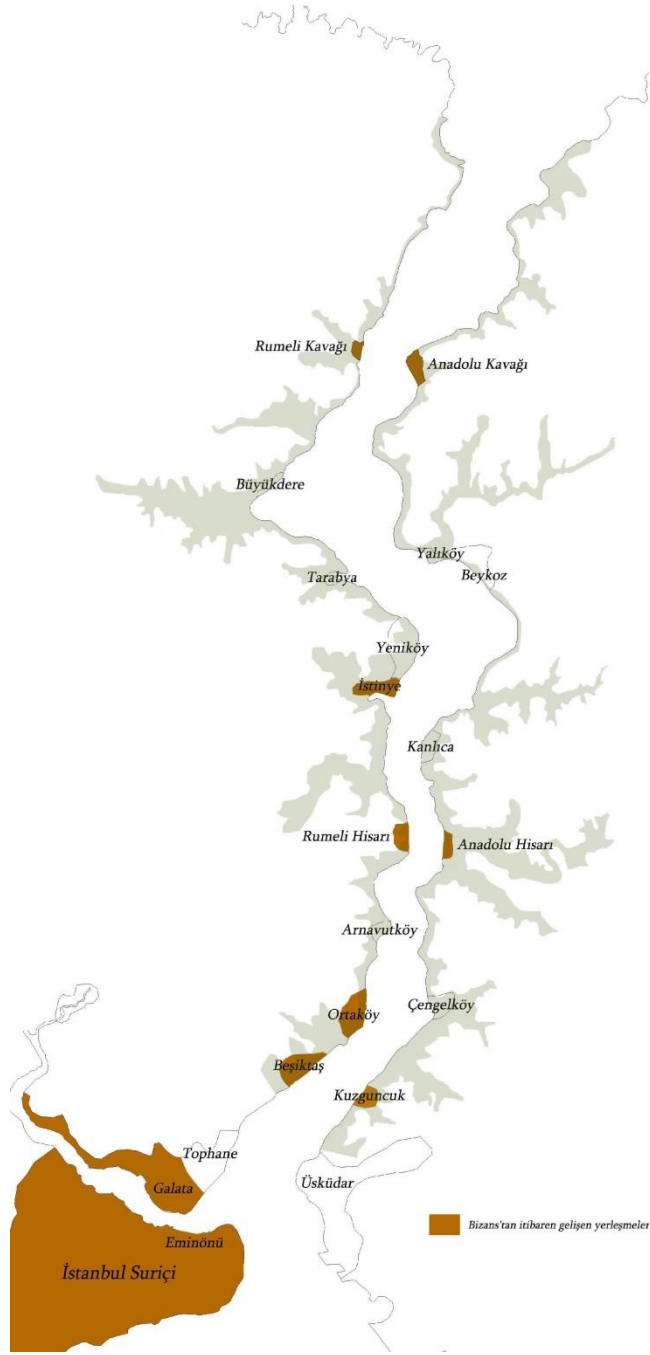 Rumeli Kavağı
Anadolu Kavağı
Büyükdere
Yalıköy
Tarabya
Beykoz
Yeniköy
İstinye
Kanlıca
Rumeli Hisarı
Anadolu Hisarı
Arnavutköy
Çengelköy
Ortaköy
Beşiktaş
Kuzguncuk
Tophane
Galata
Üsküdar
Eminönü
Bizans'tan itibaren gelişen yerleşmeler
İstanbul Suriçi